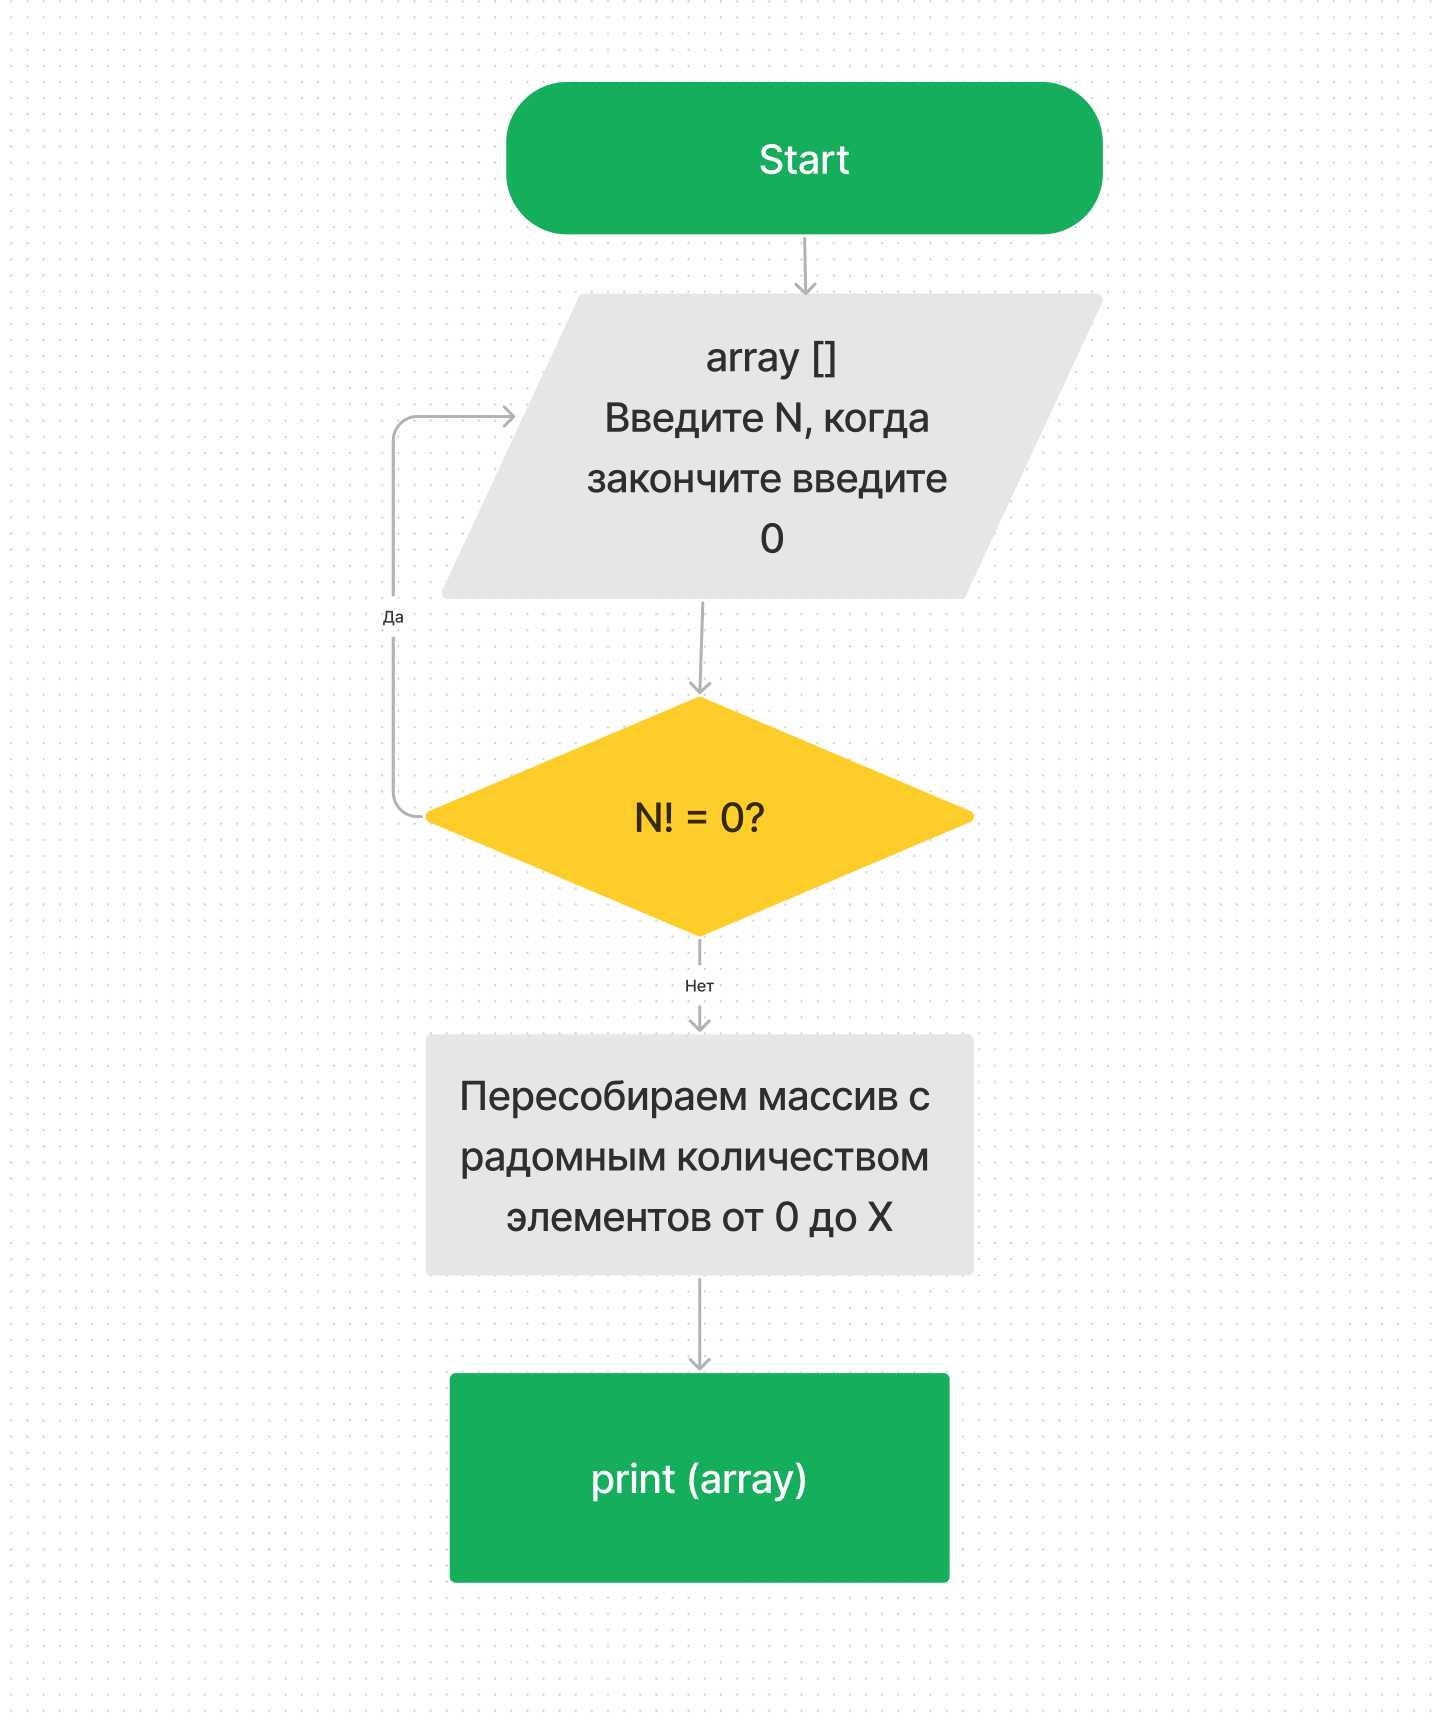 Start
array []
Введите N, когда
закончите введите
0
Да
N! = 0?
Нет
Пересобираем массив с
радомным количеством
элементов от 0 до X
print (array)